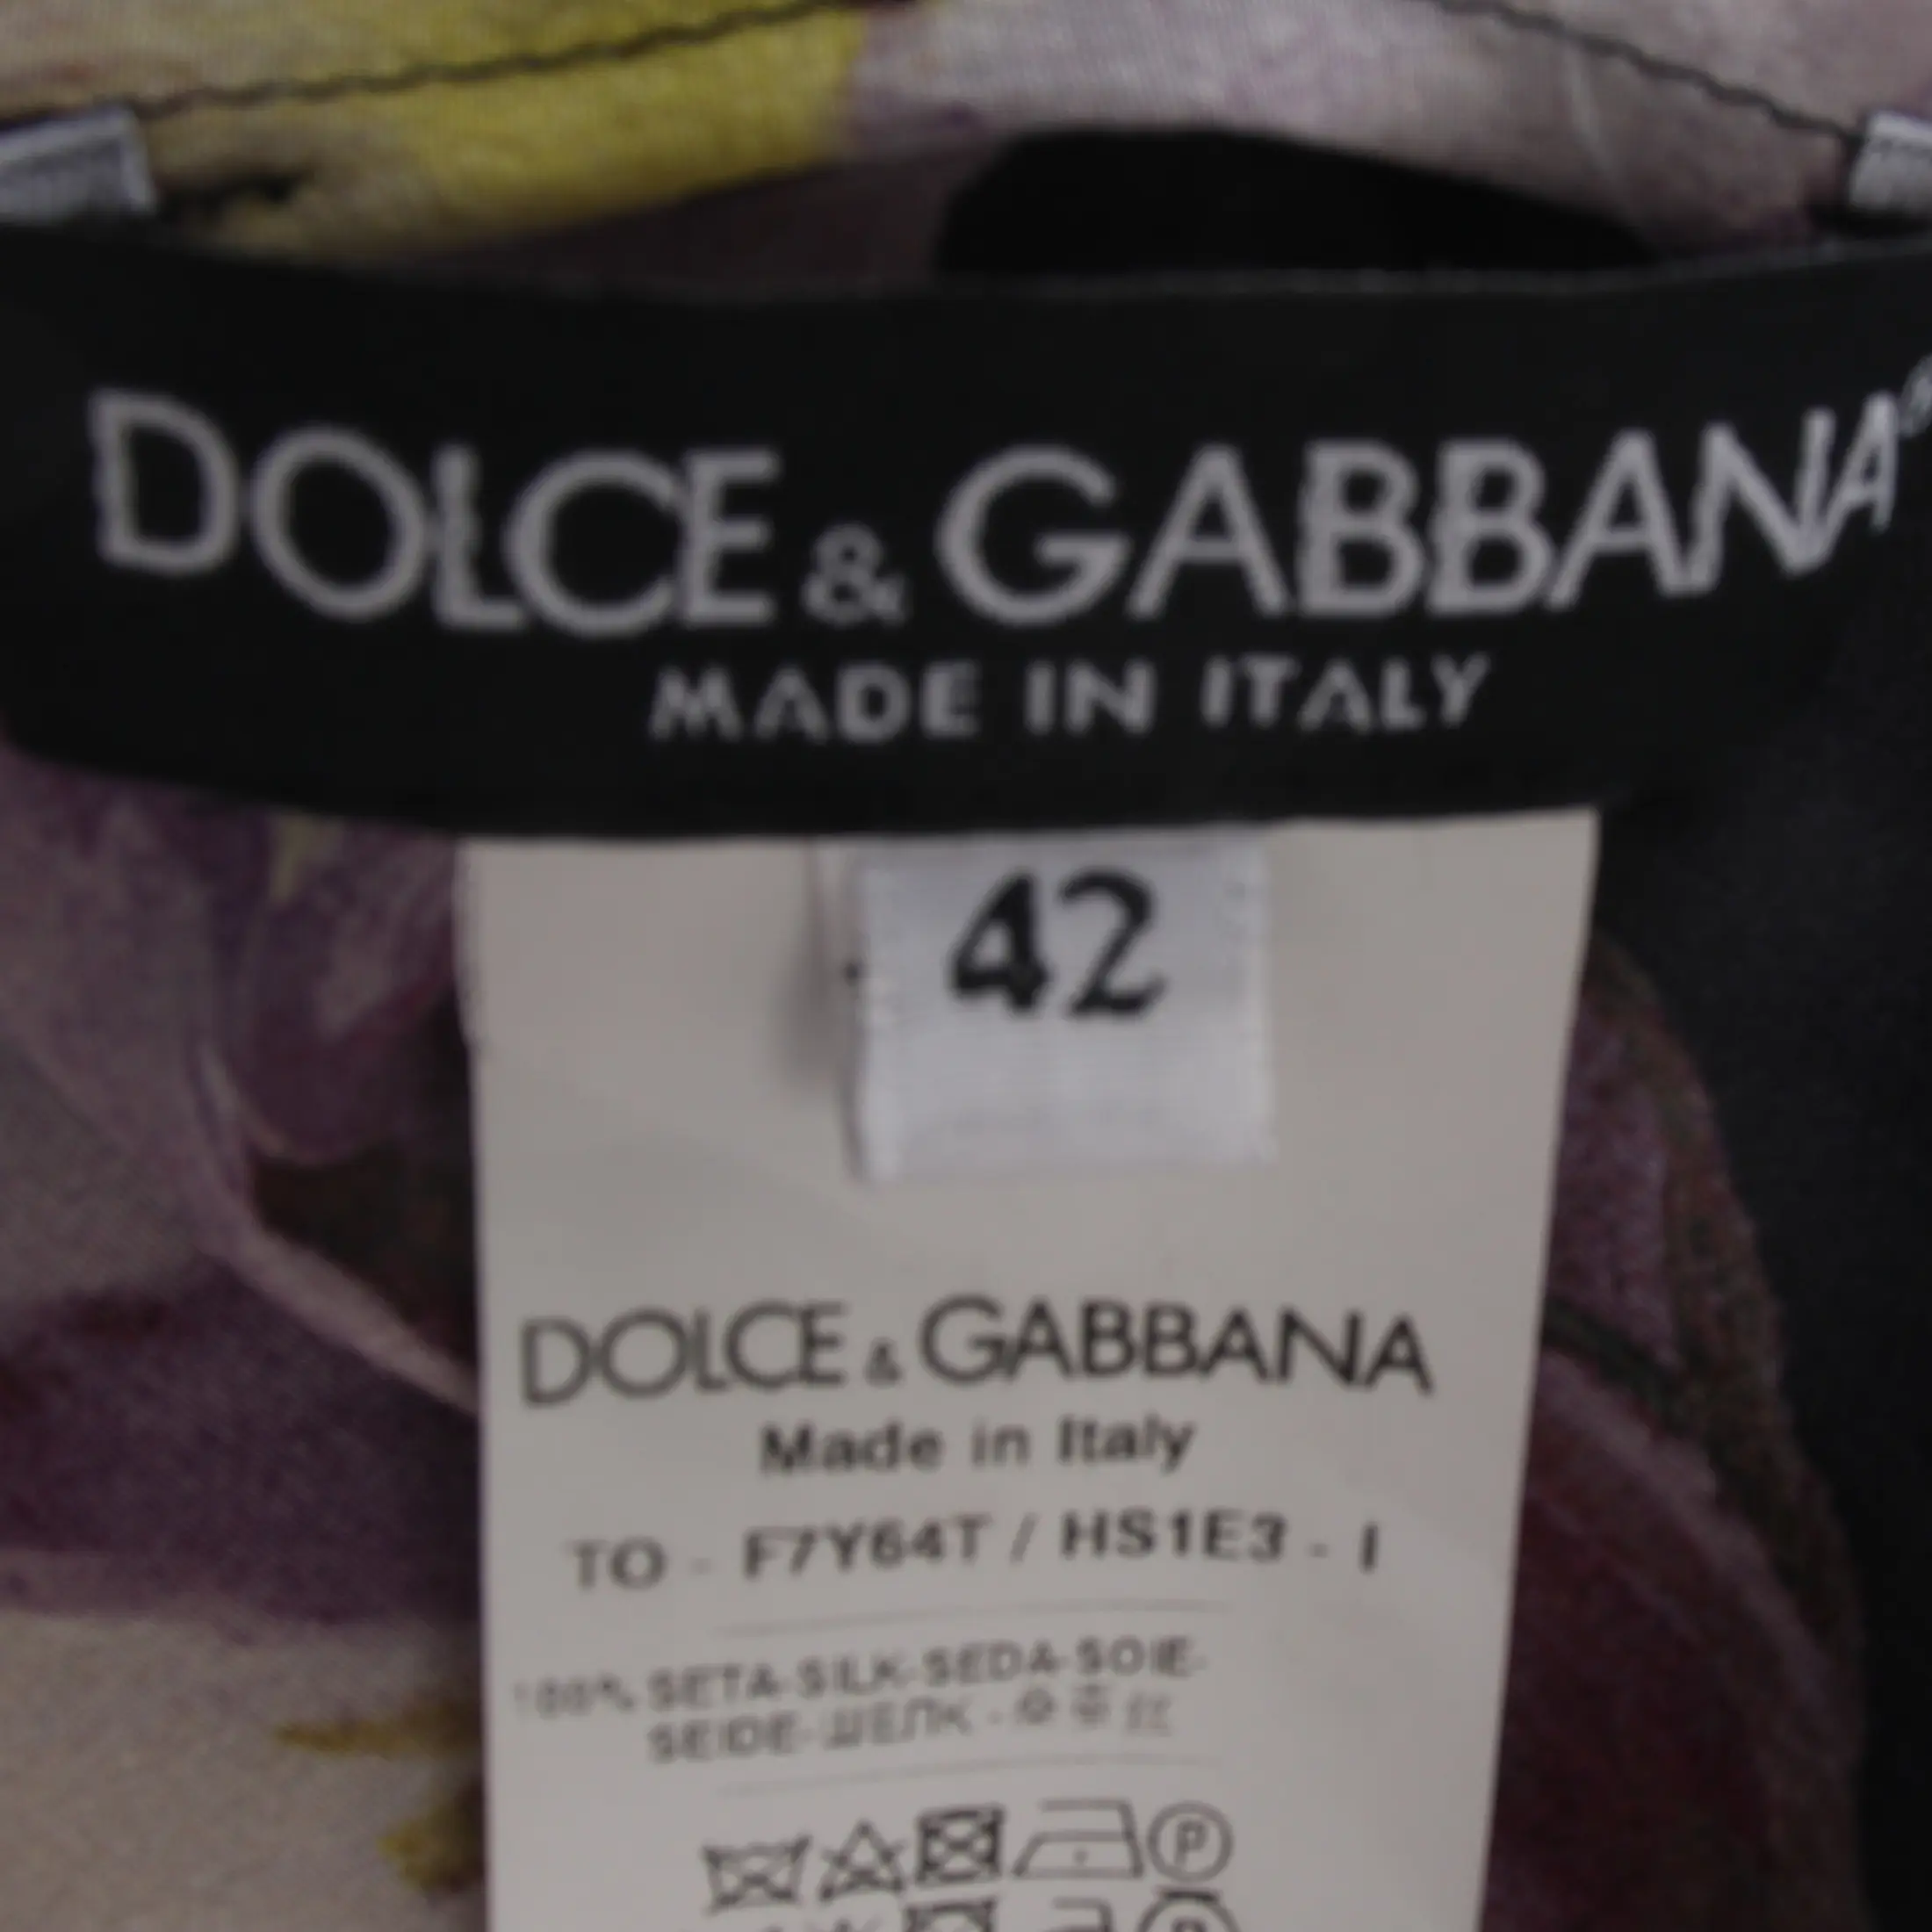 DOLCE & GABBANA
MADE IN ITALY
42
DOLCE & GABBANA
Made in Italy
TO - F7Y64T / HS1E3 - I
100% SETA-SILK-SEDA-SOIE-
SEIDE-ШЕЛК -
P